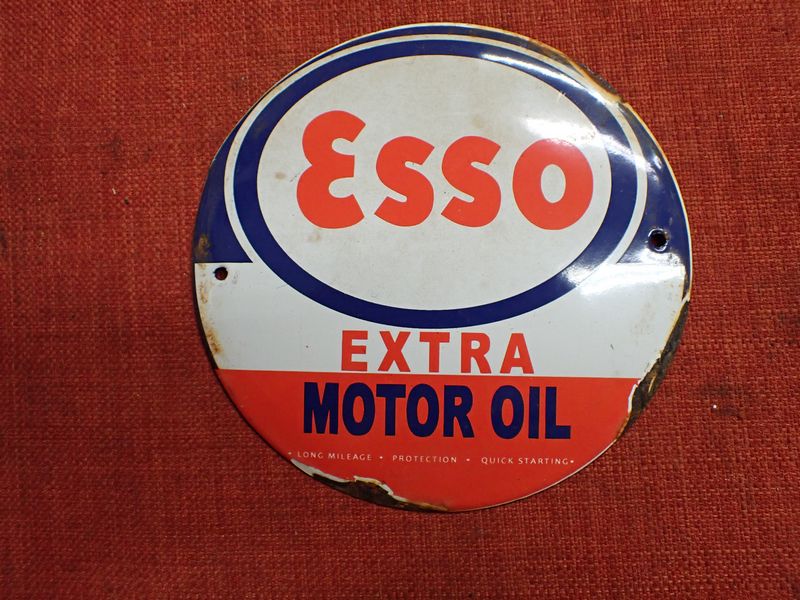 Esso
EXTRA
MOTOR OIL
• LONG MILEAGE • PROTECTION • QUICK STARTING •